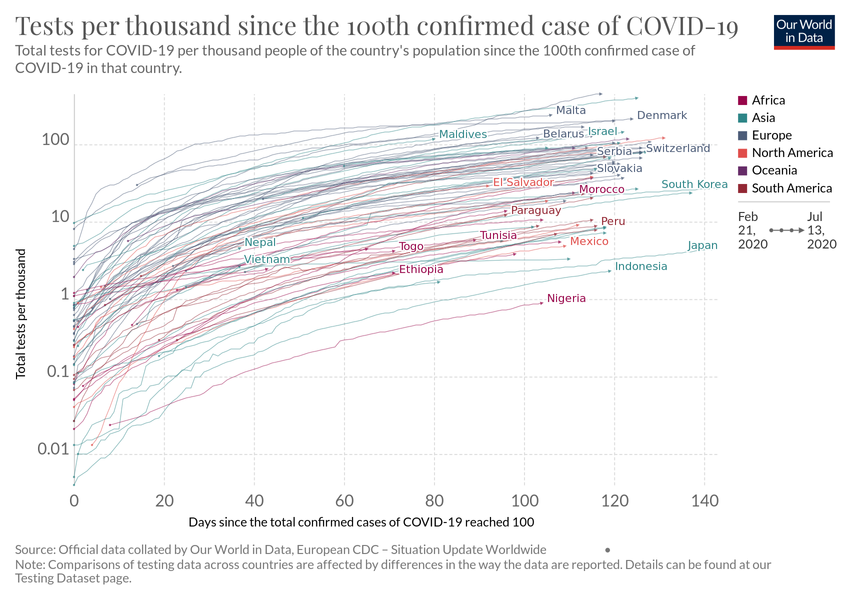 Tests per thousand since the 100th confirmed case of COVID-19
Our World
in Data
Total tests for COVID-19 per thousand people of the country's population since the 100th confirmed case of
COVID-19 in that country.
Africa
Asia
Europe
North America
Oceania
South America
Feb
21,
2020
Jul
13,
2020
Total tests per thousand
100
10
1
0.1
0.01
Malta
Denmark
Maldives
Belarus
Israel
Serbia
Switzerland
Slovakia
El Salvador
South Korea
Morocco
Paraguay
Peru
Tunisia
Nepal
Togo
Mexico
Japan
Vietnam
Ethiopia
Indonesia
Nigeria
0
20
40
60
80
100
120
140
Days since the total confirmed cases of COVID-19 reached 100
Source: Official data collated by Our World in Data, European CDC – Situation Update Worldwide
Note: Comparisons of testing data across countries are affected by differences in the way the data are reported. Details can be found at our
Testing Dataset page.